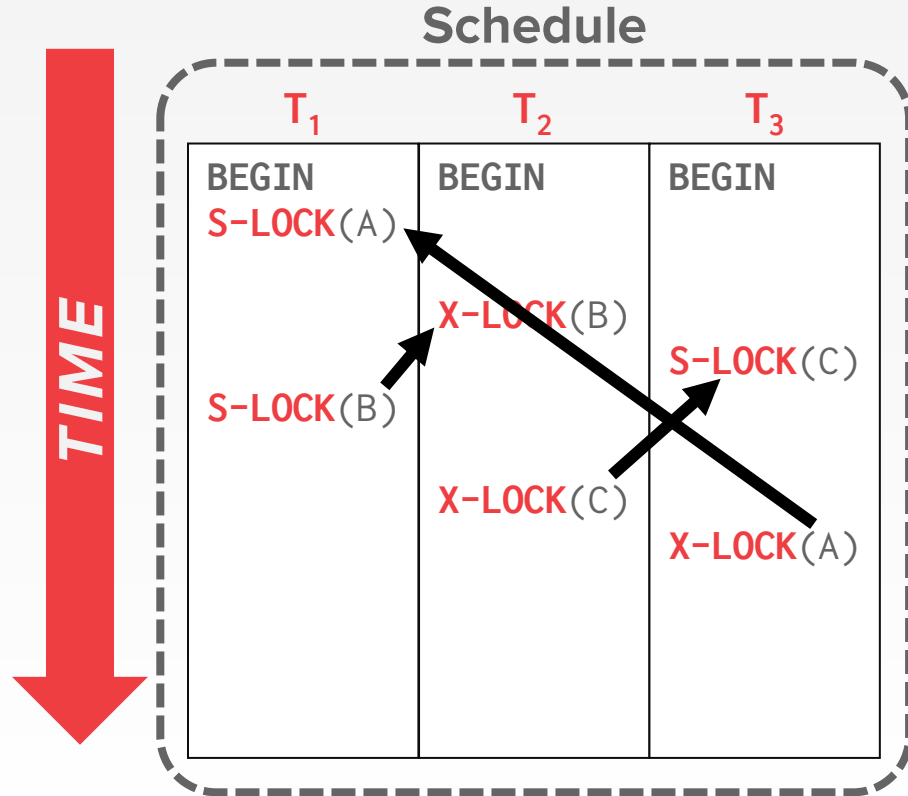 Schedule
TIME
T1 T2 T3
BEGIN BEGIN BEGIN
S-LOCK(A)
X-LOCK(B)
S-LOCK(C)
S-LOCK(B)
X-LOCK(C)
X-LOCK(A)